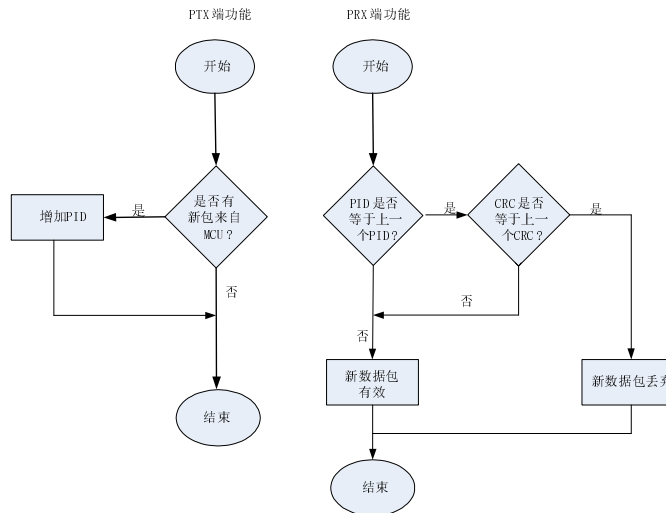 PTX端功能
PRX端功能
开始
开始
是否有
新包来自
MCU？
是
增加PID
否
结束
PID是否
等于上一
个PID？
是
CRC是否
等于上一
个CRC？
是
否
否
新数据包
有效
新数据包丢弃
结束